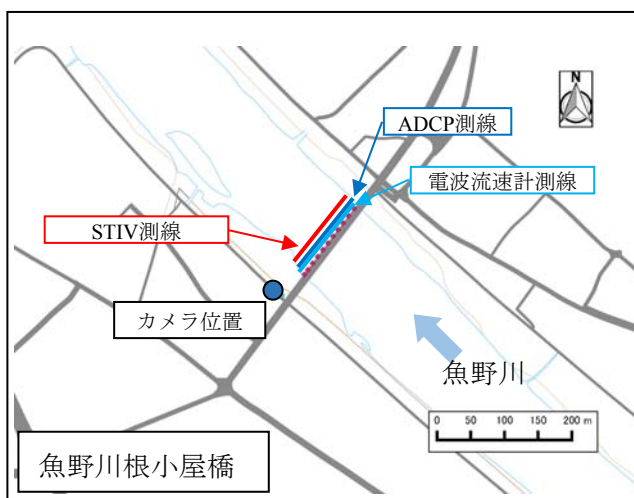 N
ADCP測線
電波流速計測線
STIV測線
カメラ位置
魚野川
0 50 100 150 200 m
魚野川根小屋橋